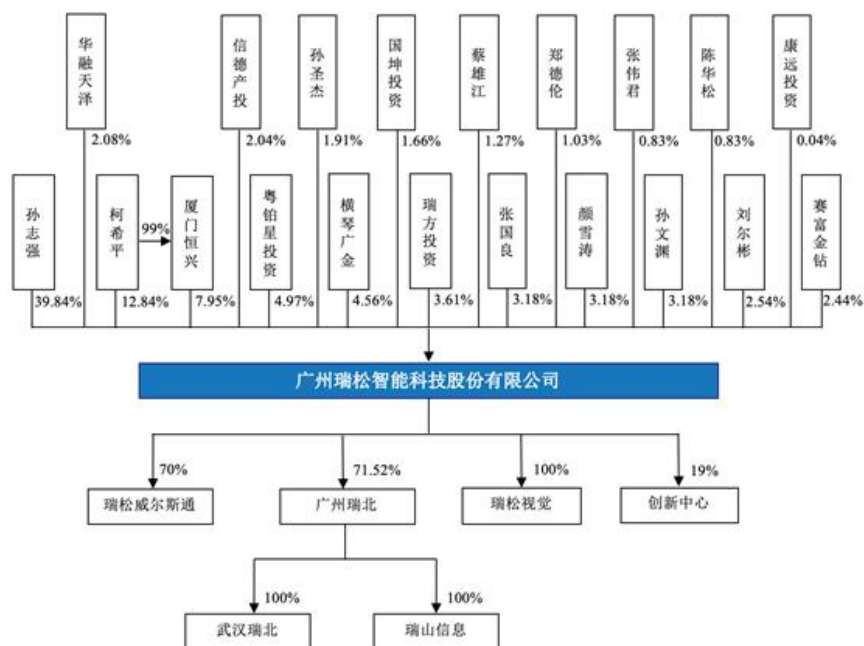 华融天泽
信德产投
孙圣杰
国坤投资
蔡雄江
郑德伦
张伟君
陈华松
康远投资
2.08%
2.04%
1.91%
1.66%
1.27%
1.03%
0.83%
0.83%
0.04%
孙志强
柯希平
99%
厦门恒兴
粤铂星投资
横琴广金
瑞方投资
张国良
颜雪涛
孙文渊
刘尔彬
赛富金钻
39.84%
12.84%
7.95%
4.97%
4.56%
3.61%
3.18%
3.18%
3.18%
2.54%
2.44%
广州瑞松智能科技股份有限公司
70%
71.52%
100%
19%
瑞松威尔斯通
广州瑞北
瑞松视觉
创新中心
100%
100%
武汉瑞北
瑞山信息